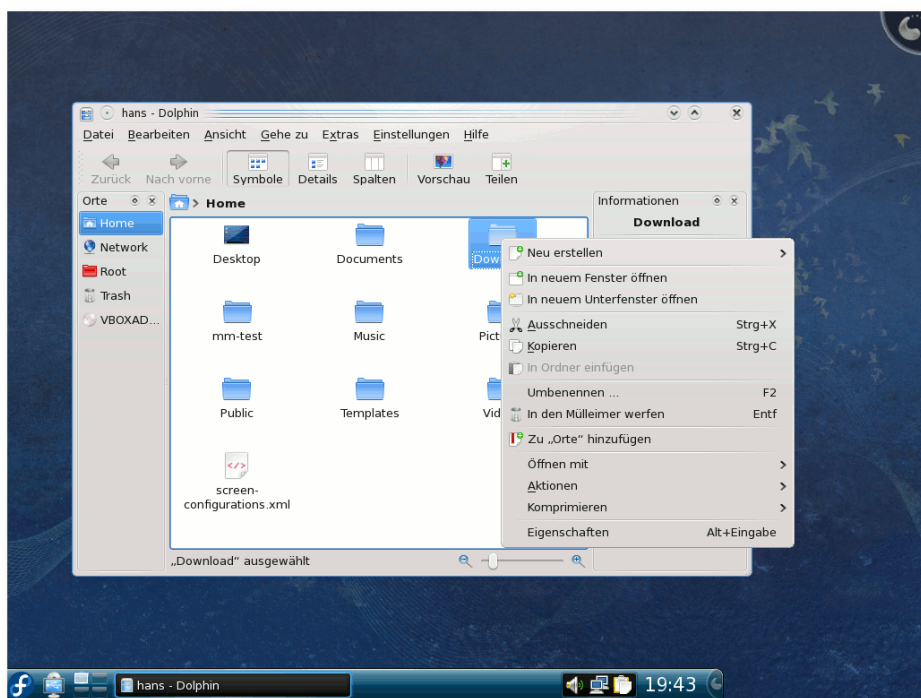 hans - Dolphin
Datei Bearbeiten Ansicht Gehe zu Extras Einstellungen Hilfe
Zurück Nach vorne Symbole Details Spalten Vorschau Teilen
Orte
Home
Network
Root
Trash
VBOXAD...
Home
Desktop Documents Dow
mm-test Music Pict
Public Templates Vid
screen-
configurations.xml
Informationen
Download
Neu erstellen
In neuem Fenster öffnen
In neuem Unterfenster öffnen
Ausschneiden Strg+X
Kopieren Strg+C
In Ordner einfügen
Umbenennen ... F2
In den Mülleimer werfen Entf
Zu „Orte“ hinzufügen
Öffnen mit
Aktionen
Komprimieren
Eigenschaften Alt+Eingabe
„Download“ ausgewählt
hans - Dolphin
19:43